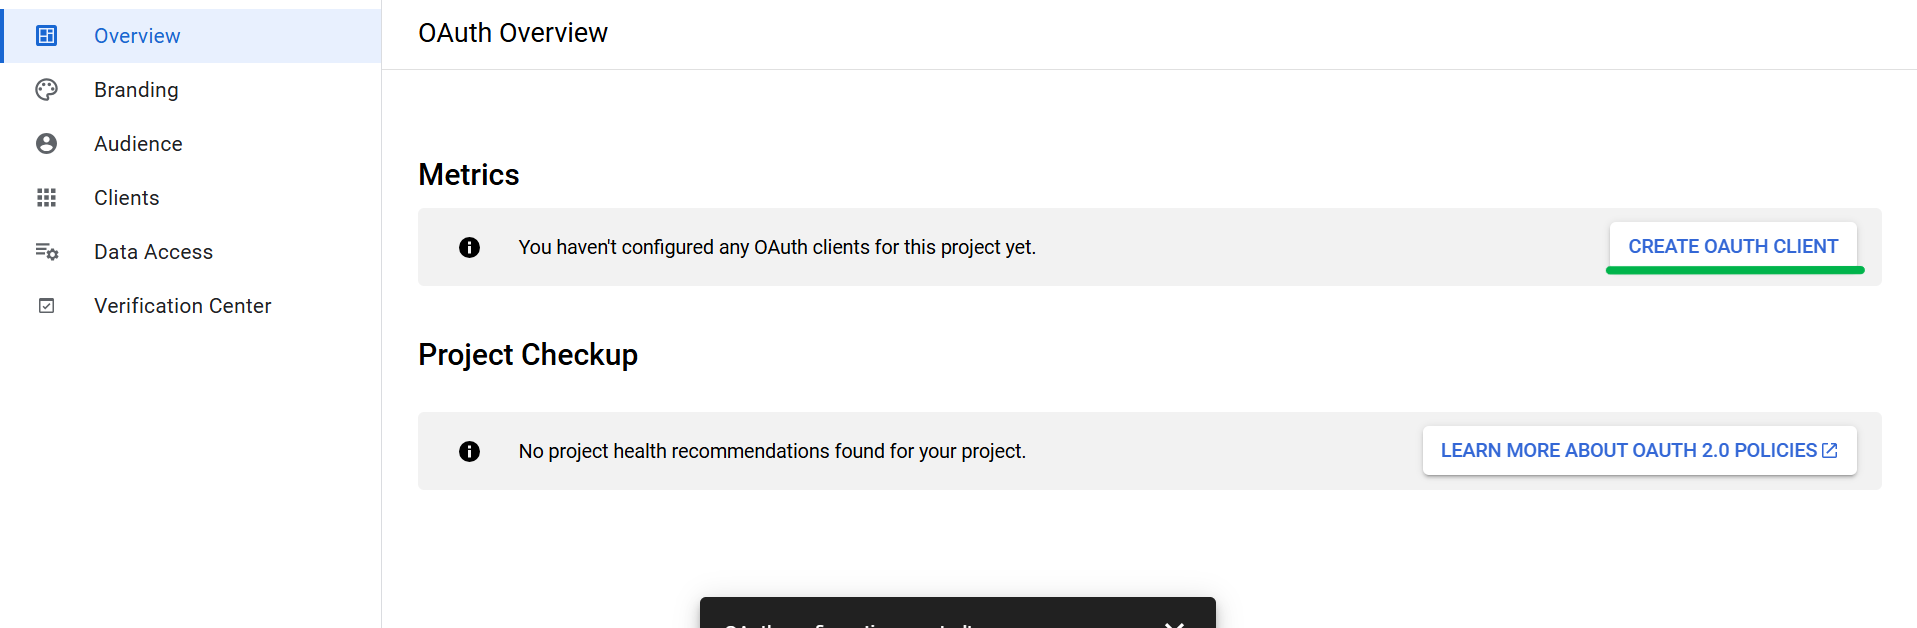 Overview
Branding
Audience
Clients
Data Access
Verification Center
OAuth Overview
Metrics
You haven't configured any OAuth clients for this project yet.
CREATE OAUTH CLIENT
Project Checkup
No project health recommendations found for your project.
LEARN MORE ABOUT OAUTH 2.0 POLICIES